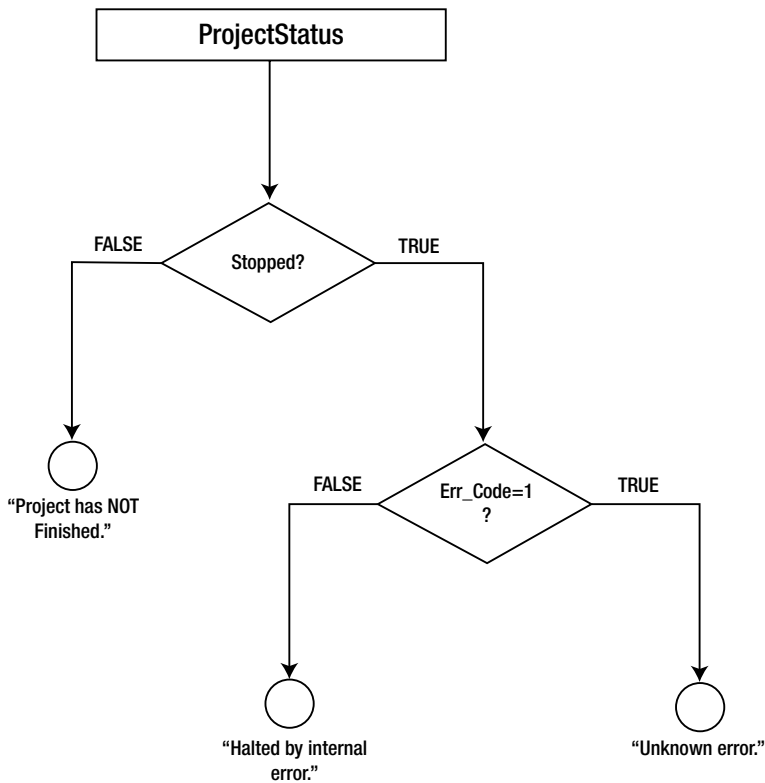 ProjectStatus
FALSE
Stopped?
TRUE
“Project has NOT
Finished.”
FALSE
Err_Code=1
?
TRUE
“Halted by internal
error.”
“Unknown error.”